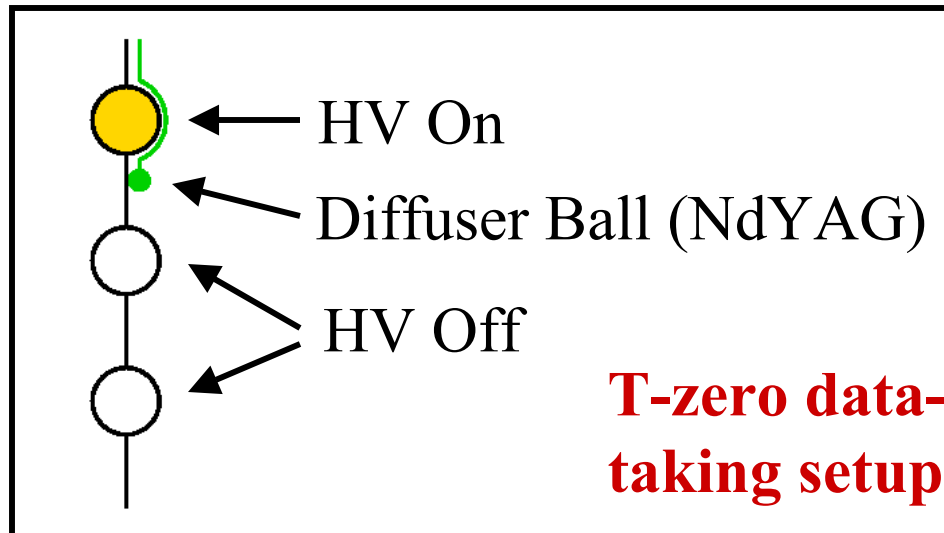 HV On
Diffuser Ball (NdYAG)
HV Off
T-zero data-
taking setup